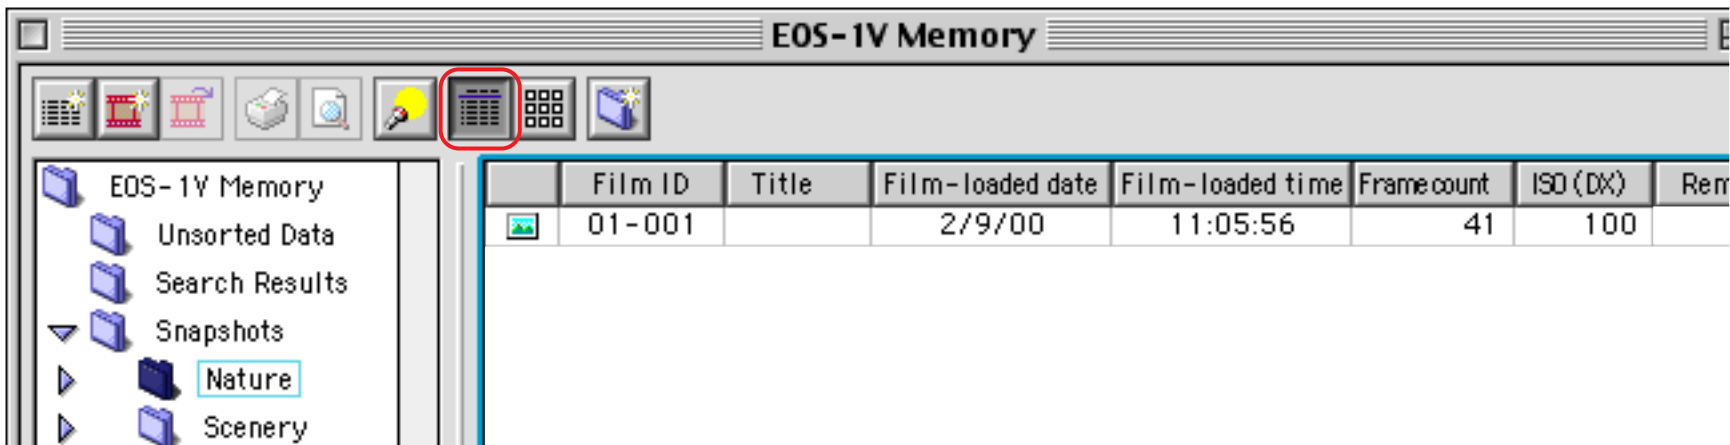 EOS-1V Memory
EOS-1V Memory
Unsorted Data
Search Results
Snapshots
Nature
Scenery
Film ID Title Film-loaded date Film-loaded time Frame count ISO (DX) Rem
01-001 2/9/00 11:05:56 41 100